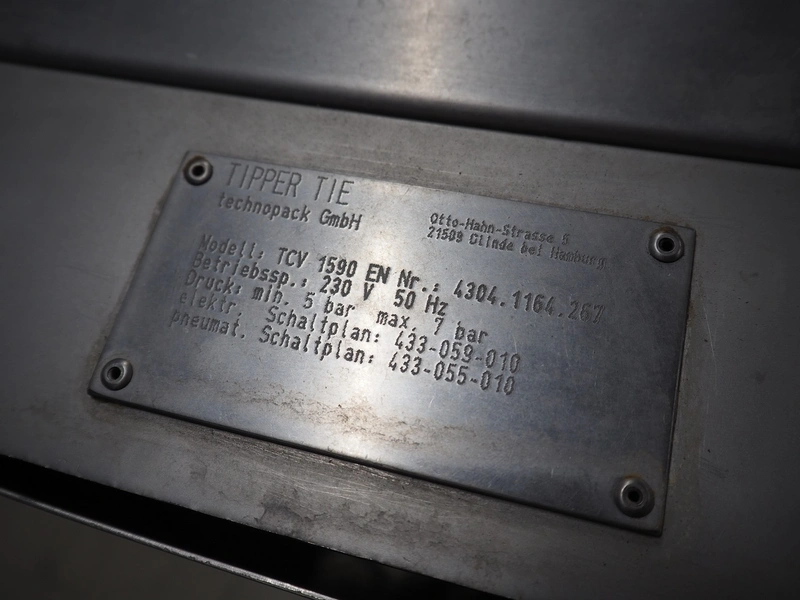 TIPPER TIE
technopack GmbH
Otto-Hahn-Strasse 5
21509 Glinde bei Hamburg
Modell: TCV 1590 EN Nr.: 4304.1164.267
Betriebssp.: 230 V 50 Hz
Druck: min. 5 bar max. 7 bar
elektr. Schaltplan: 433-059-010
pneumat. Schaltplan: 433-055-010